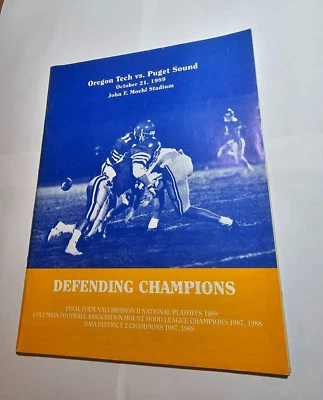 Oregon Tech vs. Puget Sound
October 21, 1989
John F. Moehl Stadium
DEFENDING CHAMPIONS
FINAL FOUR NAIA DIVISION II NATIONAL PLAYOFFS 1988
COLUMBIA FOOTBALL ASSOCIATION MOUNT HOOD LEAGUE CHAMPIONS 1987, 1988
NAIA DISTRICT 2 CHAMPIONS 1987, 1988